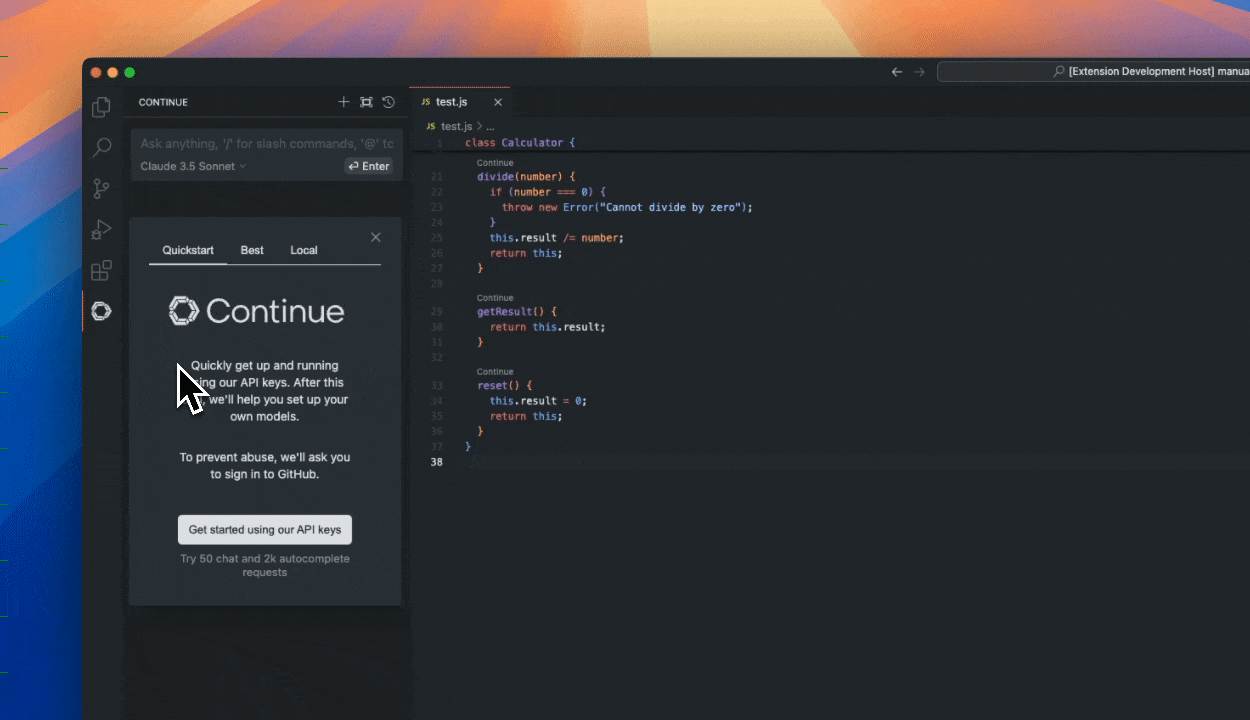 [Extension Development Host] manua
CONTINUE
Ask anything, '/' for slash commands, '@' to
Claude 3.5 Sonnet
Enter
Quickstart Best Local
Continue
Quickly get up and running
our API keys. After this
we'll help you set up your
own models.
To prevent abuse, we'll ask you
to sign in to GitHub.
Get started using our API keys
Try 50 chat and 2k autocomplete
requests
JS test.js
JS test.js > ...
1 class Calculator {
Continue
21 divide(number) {
22 if (number === 0) {
23 throw new Error("Cannot divide by zero");
24 }
25 this.result /= number;
26 return this;
27 }
28
Continue
29 getResult() {
30 return this.result;
31 }
32
Continue
33 reset() {
34 this.result = 0;
35 return this;
36 }
37 }
38